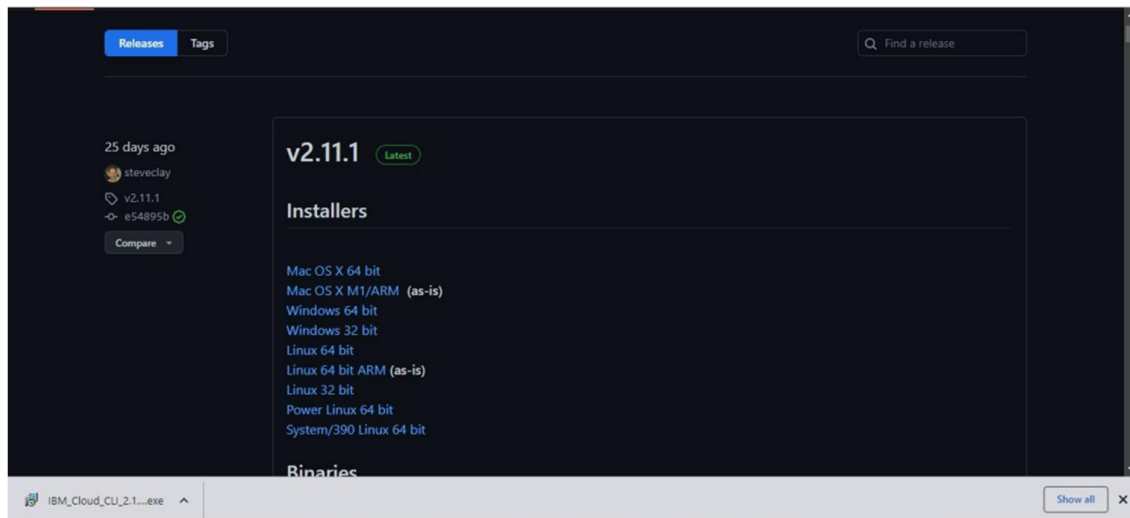 Releases Tags
Find a release
25 days ago
steveclay
v2.11.1
e54895b
Compare
v2.11.1 Latest
Installers
Mac OS X 64 bit
Mac OS X M1/ARM (as-is)
Windows 64 bit
Windows 32 bit
Linux 64 bit
Linux 64 bit ARM (as-is)
Linux 32 bit
Power Linux 64 bit
System/390 Linux 64 bit
Binaries
IBM_Cloud_CLI_2.1....exe
Show all